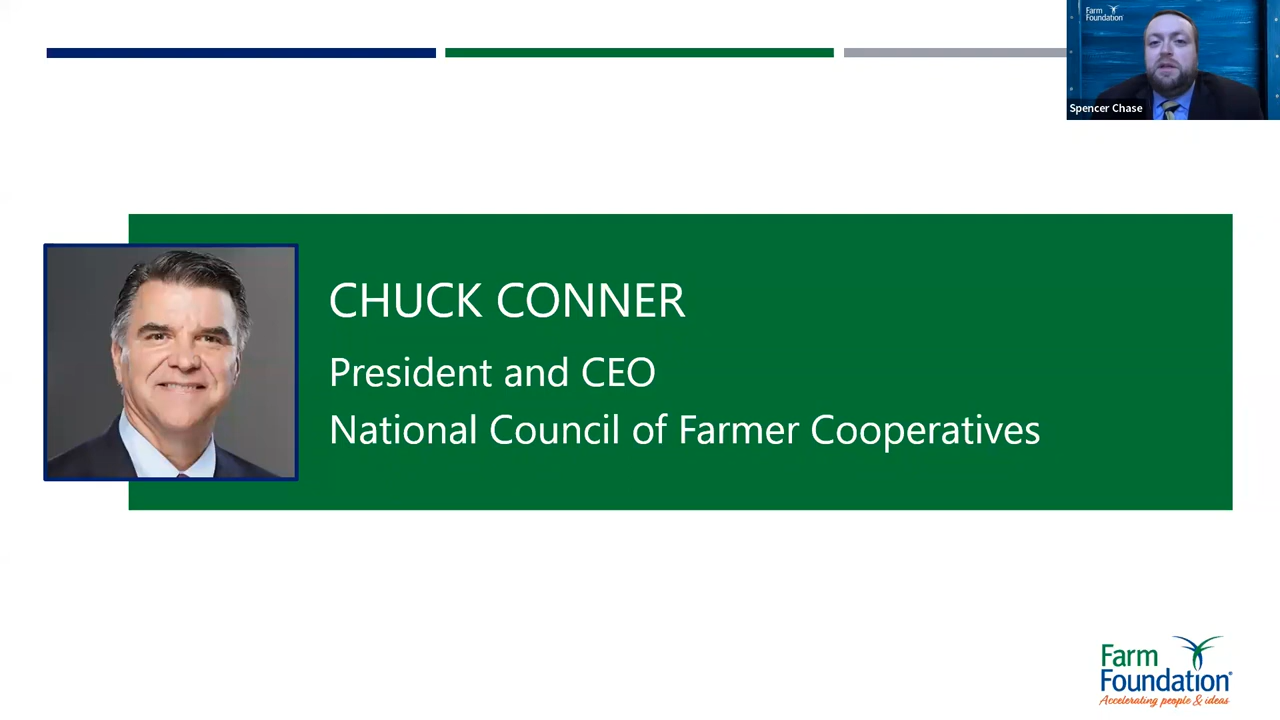 Farm
Foundation
Spencer Chase
CHUCK CONNER
President and CEO
National Council of Farmer Cooperatives
Farm
Foundation®
Accelerating people & ideas